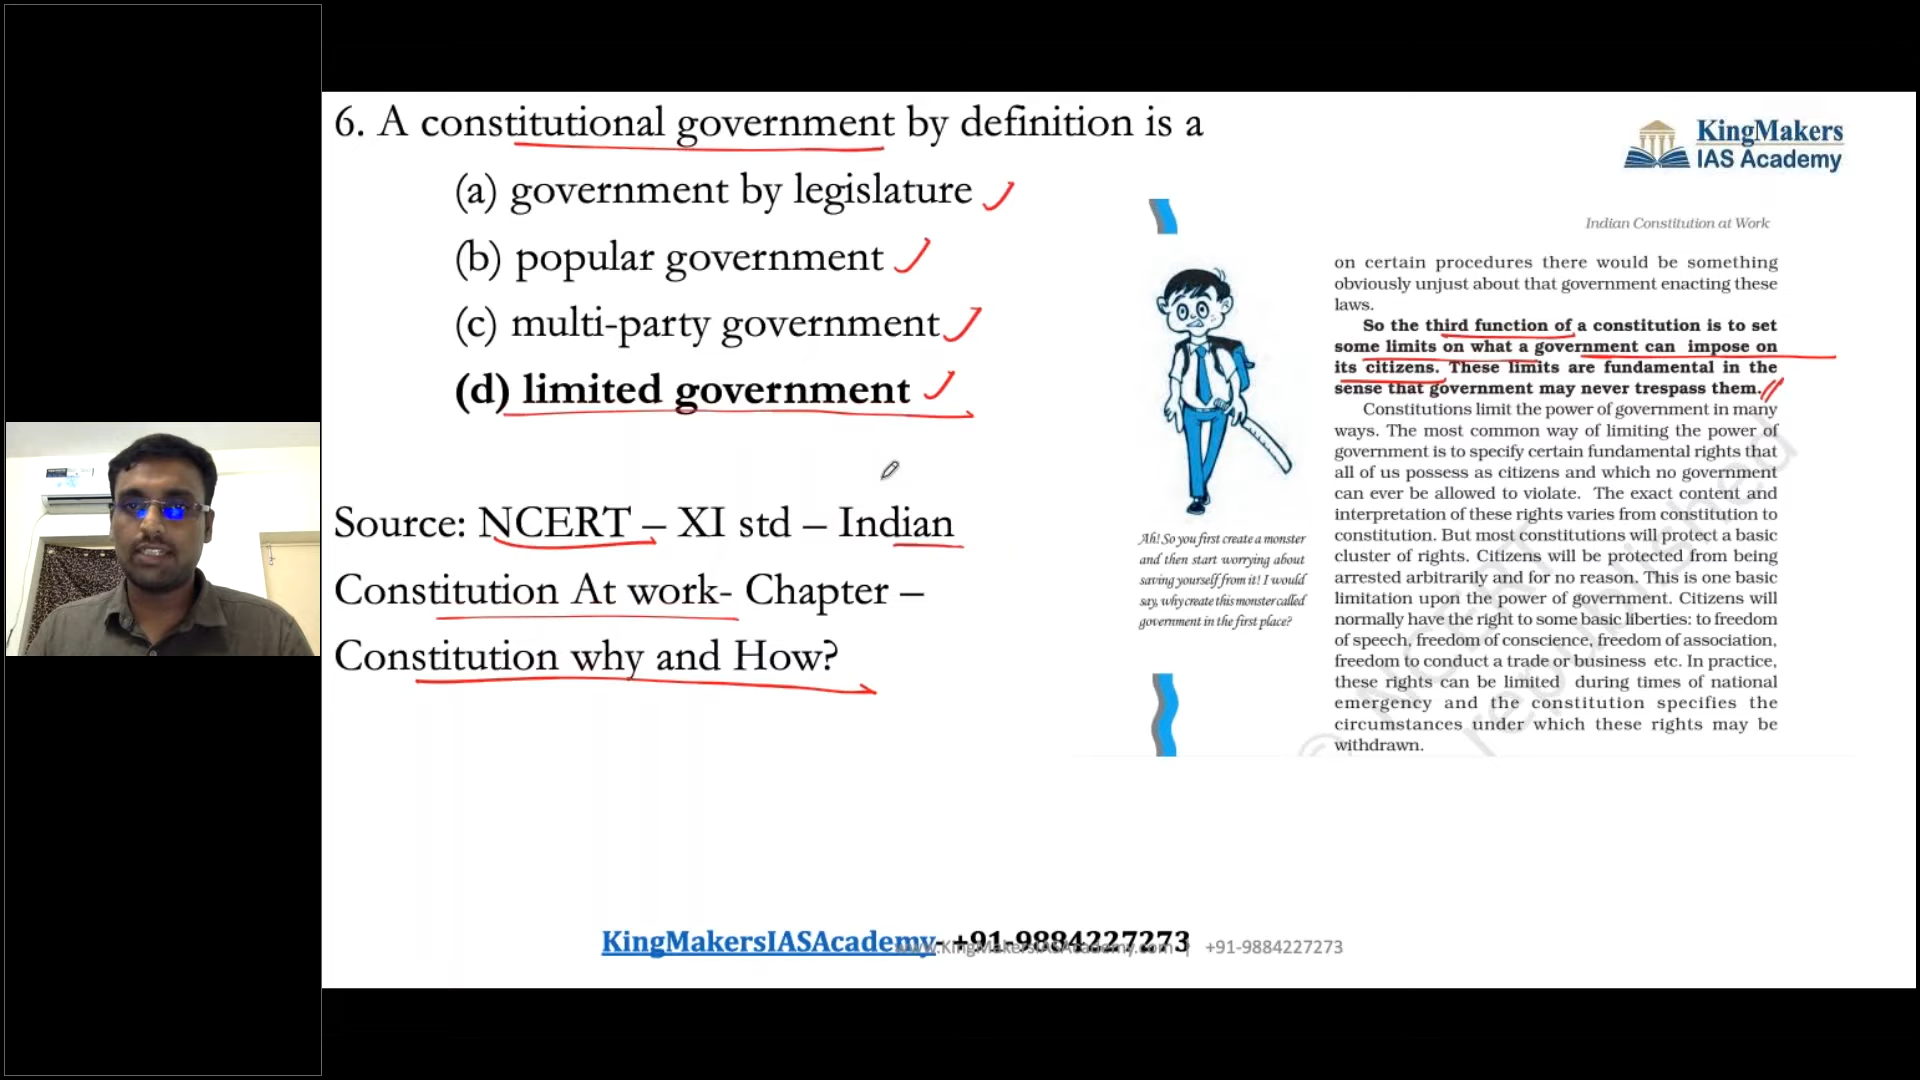 6. A constitutional government by definition is a
(a) government by legislature
(b) popular government
(c) multi-party government
(d) limited government
Source: NCERT – XI std – Indian
Constitution At work- Chapter –
Constitution why and How?
KingMakers
IAS Academy
Indian Constitution at Work
on certain procedures there would be something
obviously unjust about that government enacting these
laws.
So the third function of a constitution is to set
some limits on what a government can impose on
its citizens. These limits are fundamental in the
sense that government may never trespass them.
Constitutions limit the power of government in many
ways. The most common way of limiting the power of
government is to specify certain fundamental rights that
all of us possess as citizens and which no government
can ever be allowed to violate. The exact content and
interpretation of these rights varies from constitution to
constitution. But most constitutions will protect a basic
cluster of rights. Citizens will be protected from being
arrested arbitrarily and for no reason. This is one basic
limitation upon the power of government. Citizens will
normally have the right to some basic liberties: to freedom
of speech, freedom of conscience, freedom of association,
freedom to conduct a trade or business etc. In practice,
these rights can be limited during times of national
emergency and the constitution specifies the
circumstances under which these rights may be
withdrawn.
Ah! So you first create a monster
and then start worrying about
saving yourself from it! I would
say, why create this monster called
government in the first place?
© NCERT
republished
KingMakersIASAcademy- +91-9884227273
www.KingMakersIASAcademy.com | +91-9884227273